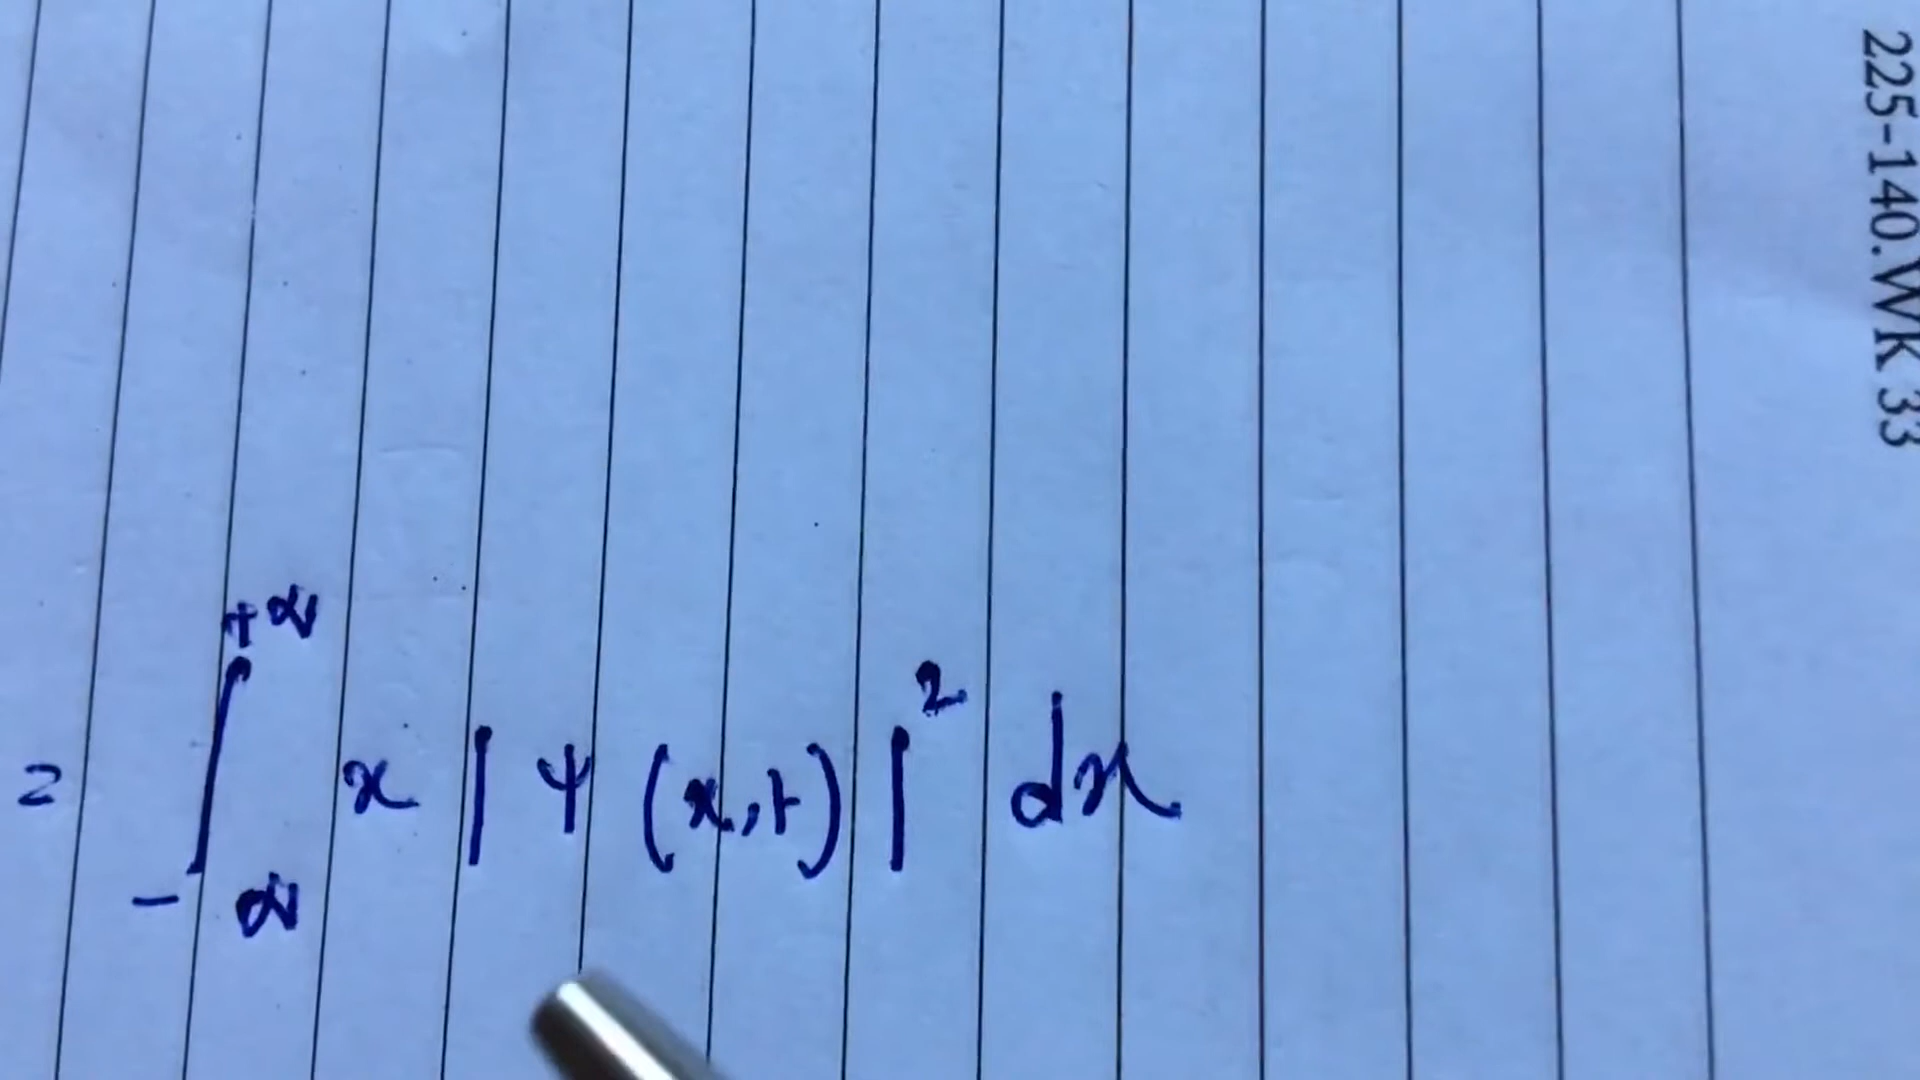 = ∫_{-∞}^{+∞} x |ψ(x,t)|² dx
225-140.WK 33